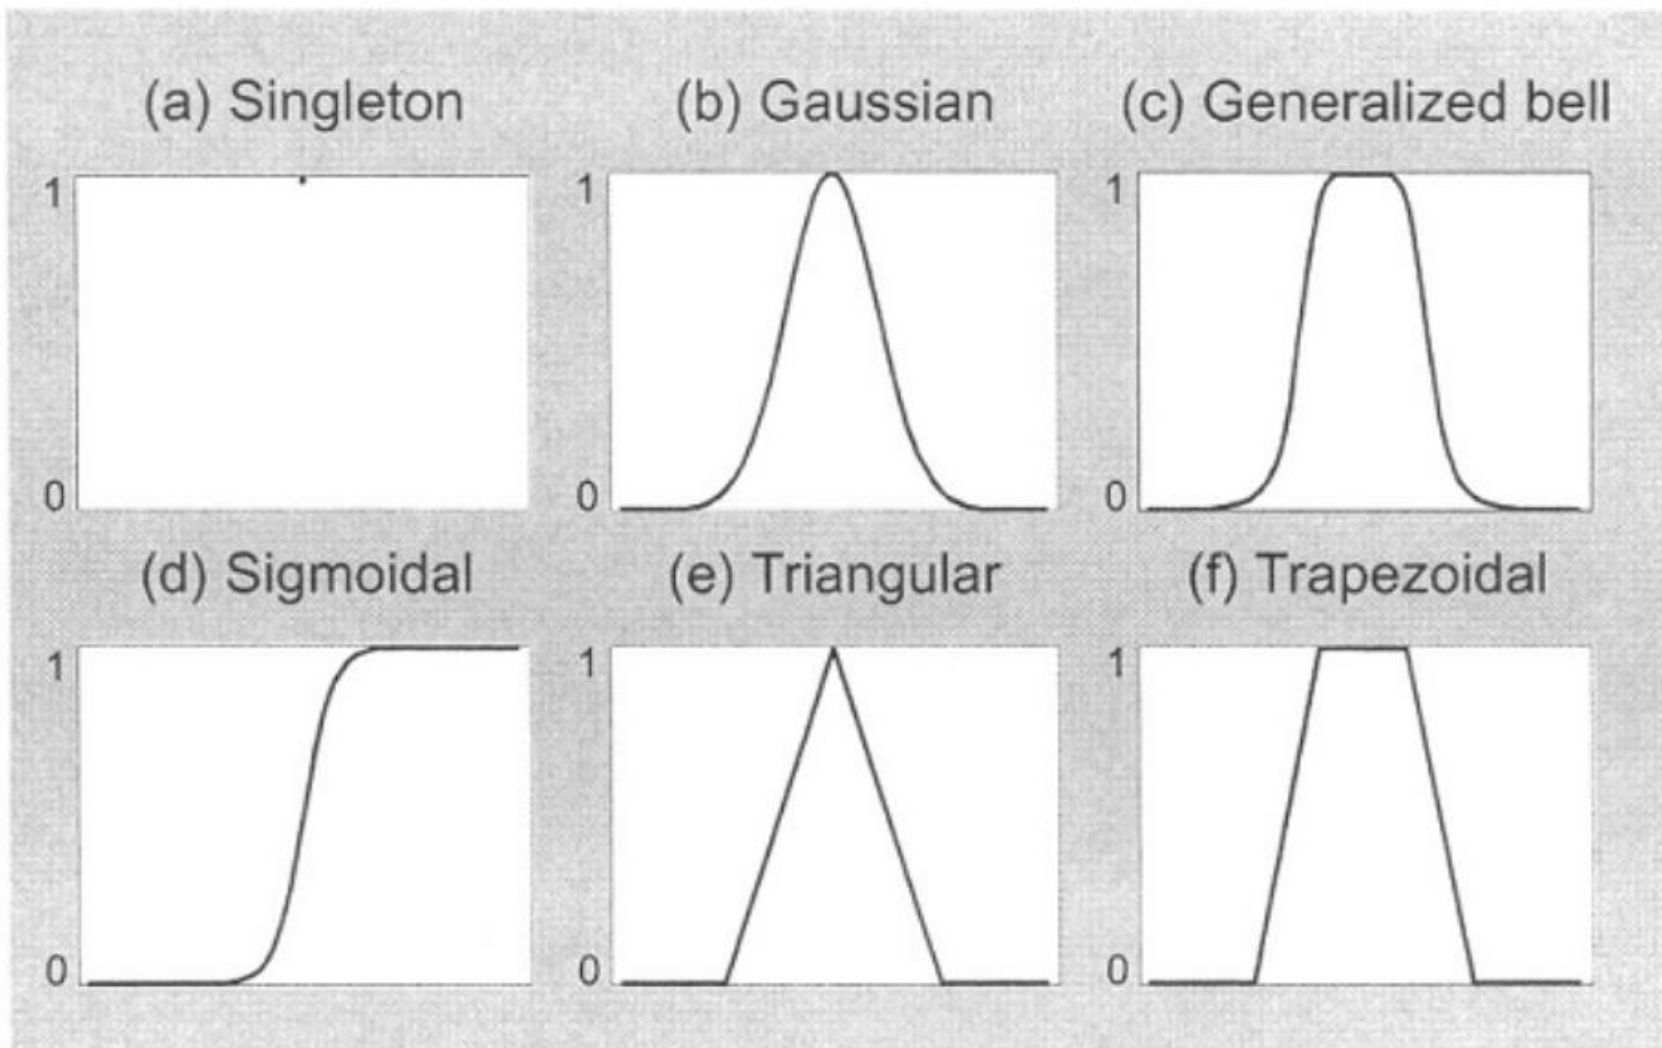 (a) Singleton (b) Gaussian (c) Generalized bell
1 1 1
0 0 0
(d) Sigmoidal (e) Triangular (f) Trapezoidal
1 1 1
0 0 0